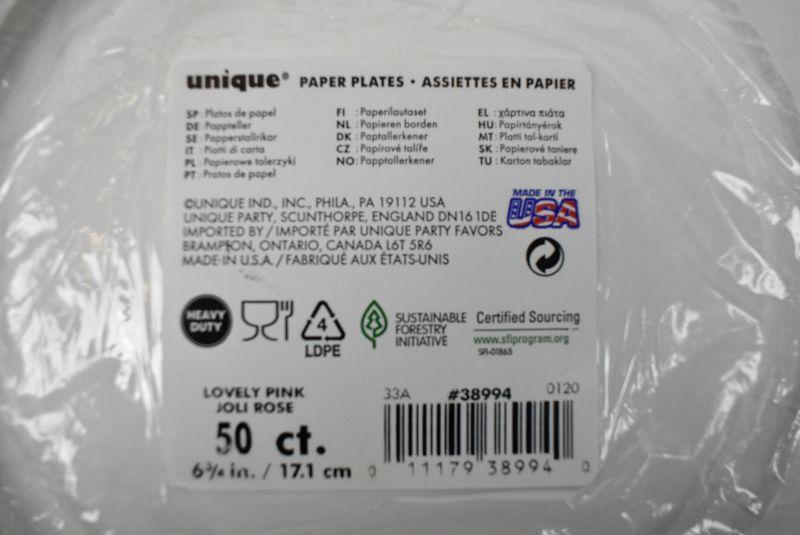 unique® PAPER PLATES • ASSIETTES EN PAPIER
SP : Platos de papel
DE : Pappteller
SE : Papperstallrikar
IT : Piatti di carta
PL : Papierowe talerzyki
PT : Pratos de papel
FI : Paperilautaset
NL : Papieren borden
DK : Paptallerkener
CZ : Papírové talíře
NO : Papptallerkener
EL : χάρτινα πιάτα
HU : Papírtányérok
MT : Platti tal-karti
SK : Papierové taniere
TU : Karton tabaklar
©UNIQUE IND., INC., PHILA., PA 19112 USA
UNIQUE PARTY, SCUNTHORPE, ENGLAND DN16 1DE
IMPORTED BY / IMPORTÉ PAR UNIQUE PARTY FAVORS
BRAMPTON, ONTARIO, CANADA L6T 5R6
MADE IN U.S.A. / FABRIQUÉ AUX ÉTATS-UNIS
MADE IN THE
USA
HEAVY
DUTY
4
LDPE
SUSTAINABLE
FORESTRY
INITIATIVE
Certified Sourcing
www.sfiprogram.org
SFI-01865
LOVELY PINK
JOLI ROSE
50 ct.
6¾ in. / 17.1 cm
33A #38994 0120
0 11179 38994 0